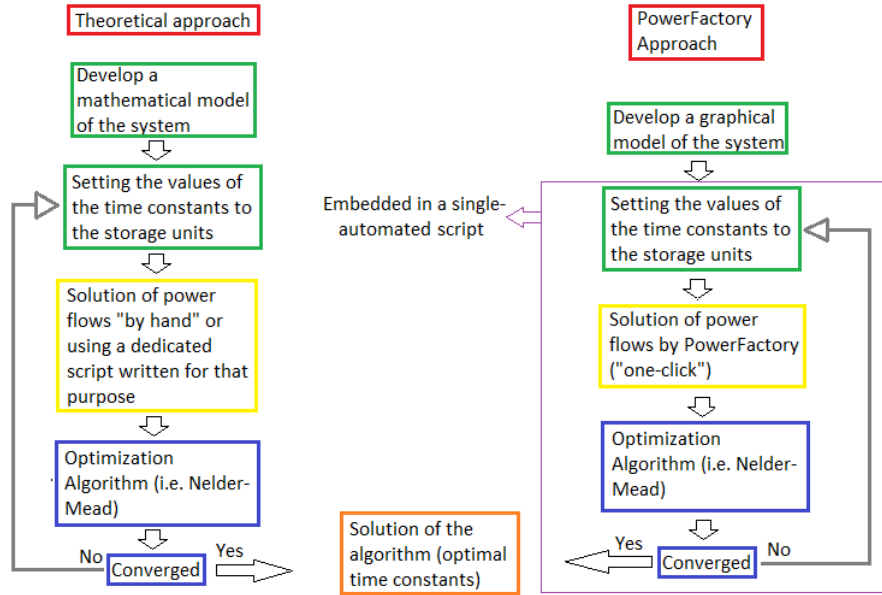 Theoretical approach
Develop a
mathematical model
of the system
Setting the values of
the time constants to
the storage units
Solution of power
flows "by hand" or
using a dedicated
script written for that
purpose
Optimization
Algorithm (i.e. Nelder-
Mead)
No
Converged
Yes
Embedded in a single-
automated script
Solution of the
algorithm (optimal
time constants)
PowerFactory
Approach
Develop a graphical
model of the system
Setting the values of
the time constants to
the storage units
Solution of power
flows by PowerFactory
("one-click")
Optimization
Algorithm (i.e. Nelder-
Mead)
Yes
Converged
No